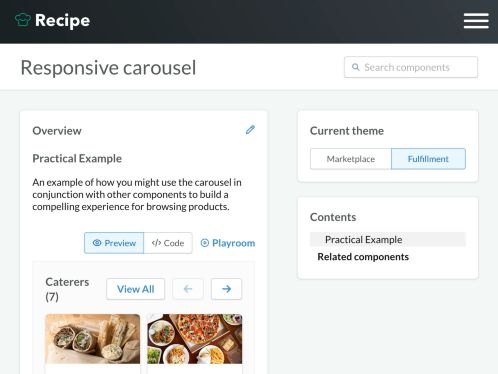 Recipe
Responsive carousel
Search components
Overview
Practical Example
An example of how you might use the carousel in
conjunction with other components to build a
compelling experience for browsing products.
Preview
</> Code
Playroom
Caterers
(7)
View All
Current theme
Marketplace
Fulfillment
Contents
Practical Example
Related components